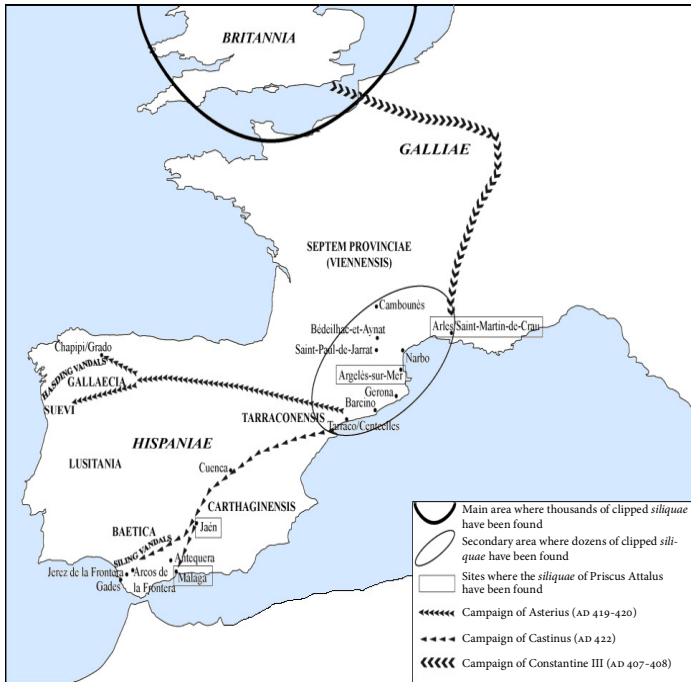 BRITANNIA
GALLIAE
SEPTEM PROVINCIAE
(VIENNENSIS)
Cambounès
Arles
Saint-Martin-de-Crau
Bédeilhac-et-Aynat
Saint-Paul-de-Jarrat
Narbo
Argelès-sur-Mer
Gerona
Barcino
Tarraco/Centcelles
TARRACONENSIS
Chapipi/Grado
HASDING VANDALS
GALLAECIA
SUEVI
HISPANIAE
LUSITANIA
Cuenca
CARTHAGINENSIS
Jaén
BAETICA
SILING VANDALS
Antequera
Jerez de la Frontera
Arcos de
la Frontera
Malaga
Gades
Main area where thousands of clipped siliquae
have been found
Secondary area where dozens of clipped sili-
quae have been found
Sites where the siliquae of Priscus Attalus
have been found
Campaign of Asterius (AD 419-420)
Campaign of Castinus (AD 422)
Campaign of Constantine III (AD 407-408)